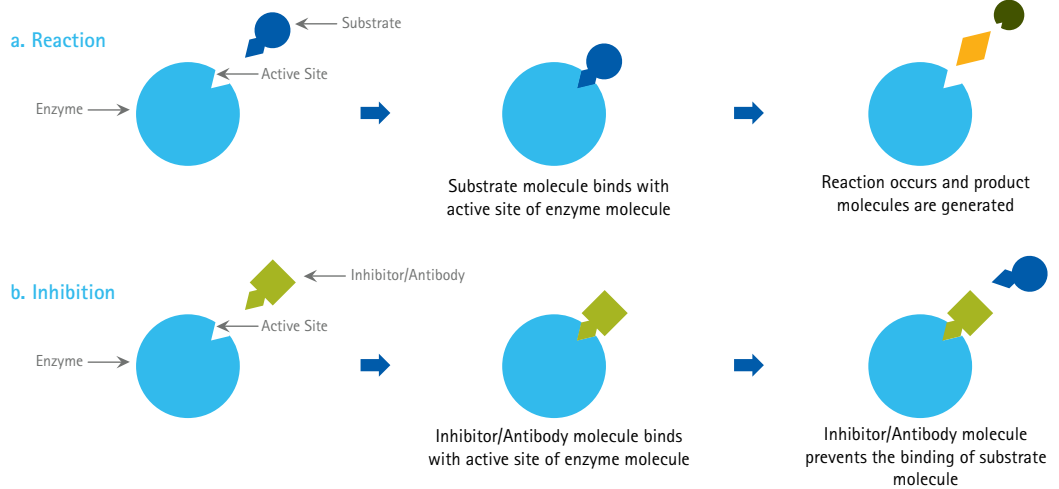 a. Reaction
Substrate
Active Site
Enzyme
Substrate molecule binds with
active site of enzyme molecule
Reaction occurs and product
molecules are generated
b. Inhibition
Inhibitor/Antibody
Active Site
Enzyme
Inhibitor/Antibody molecule binds
with active site of enzyme molecule
Inhibitor/Antibody molecule
prevents the binding of substrate
molecule